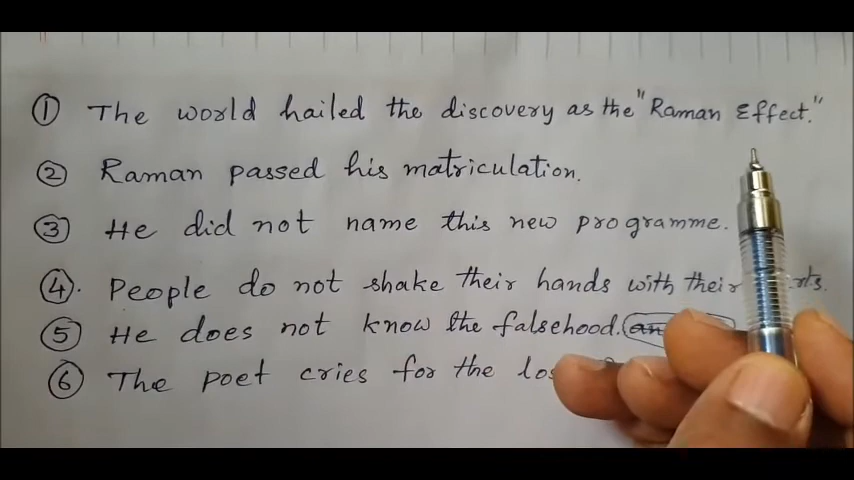 ① The world hailed the discovery as the "Raman Effect."
② Raman passed his matriculation.
③ He did not name this new programme.
④. People do not shake their hands with their
⑤ He does not know the falsehood.
⑥ The poet cries for the